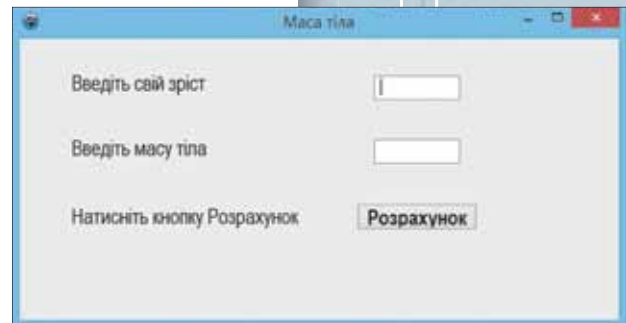 Маса тіла
Введіть свій зріст
Введіть масу тіла
Натисніть кнопку Розрахунок Розрахунок